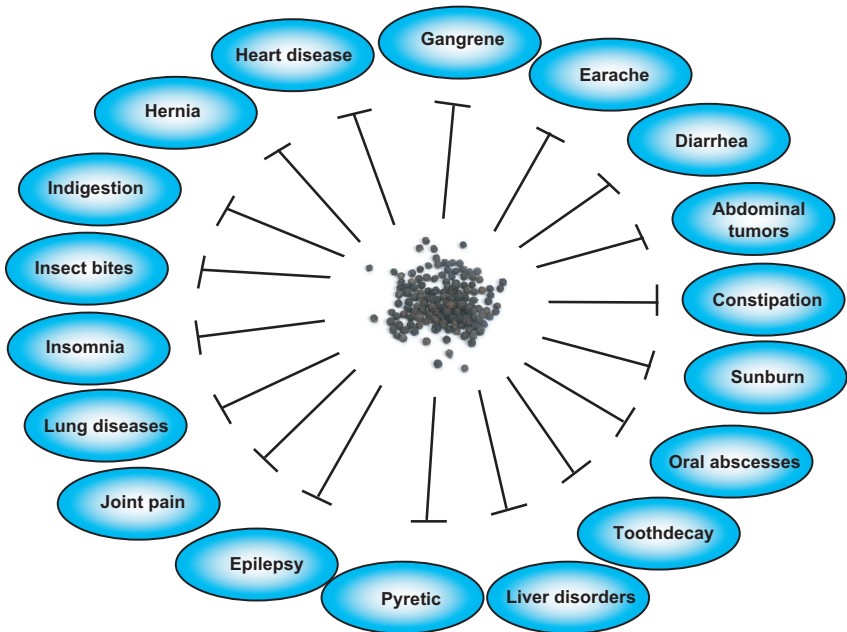 Gangrene
Earache
Diarrhea
Abdominal
tumors
Constipation
Sunburn
Oral abscesses
Toothdecay
Liver disorders
Pyretic
Epilepsy
Joint pain
Lung diseases
Insomnia
Insect bites
Indigestion
Hernia
Heart disease